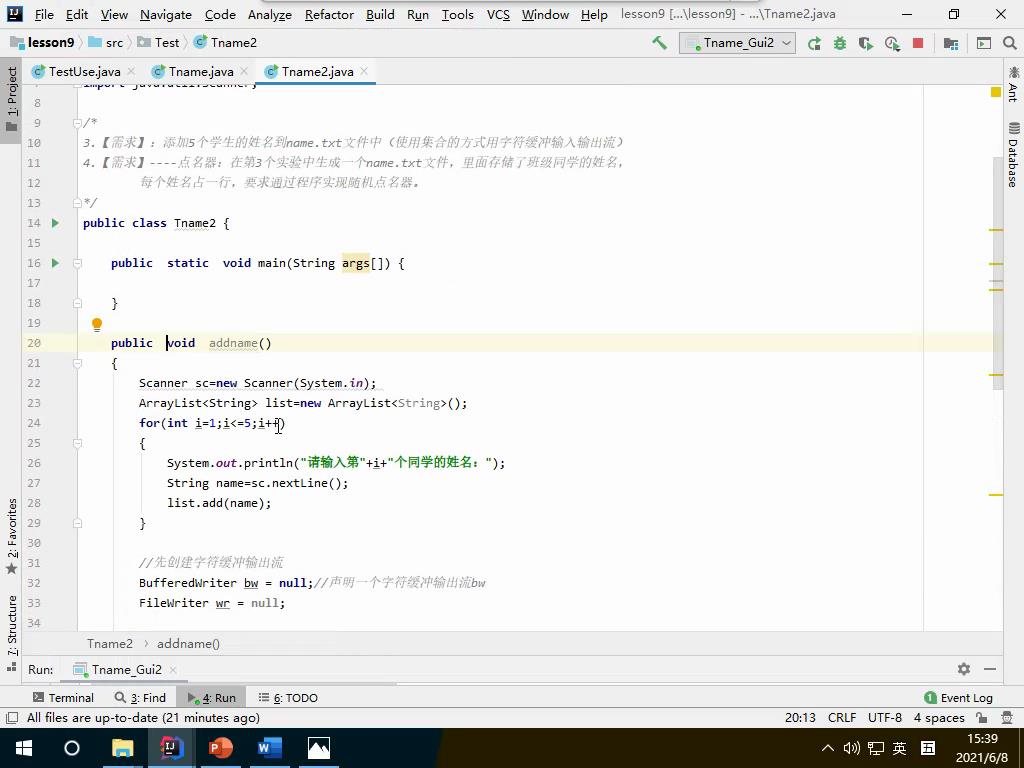 File Edit View Navigate Code Analyze Refactor Build Run Tools VCS Window Help lesson9 [...\lesson9] - ...\Tname2.java
lesson9 src Test Tname2 Tname_Gui2
TestUse.java Tname.java Tname2.java
1: Project
Ant
Database
2: Favorites
7: Structure
import java.util.Scanner;
8
9 /*
10 3.【需求】：添加5个学生的姓名到name.txt文件中（使用集合的方式用字符缓冲输入输出流）
11 4.【需求】----点名器：在第3个实验中生成一个name.txt文件，里面存储了班级同学的姓名，
12 每个姓名占一行，要求通过程序实现随机点名器。
13 */
14 public class Tname2 {
15
16 public static void main(String args[]) {
17
18 }
19
20 public void addname()
21 {
22 Scanner sc=new Scanner(System.in);
23 ArrayList<String> list=new ArrayList<String>();
24 for(int i=1;i<=5;i++)
25 {
26 System.out.println("请输入第"+i+"个同学的姓名：");
27 String name=sc.nextLine();
28 list.add(name);
29 }
30
31 //先创建字符缓冲输出流
32 BufferedWriter bw = null;//声明一个字符缓冲输出流bw
33 FileWriter wr = null;
34
Tname2 › addname()
Run: Tname_Gui2
Terminal 3: Find 4: Run 6: TODO 1 Event Log
All files are up-to-date (21 minutes ago) 20:13 CRLF UTF-8 4 spaces
英 五 15:39
2021/6/8